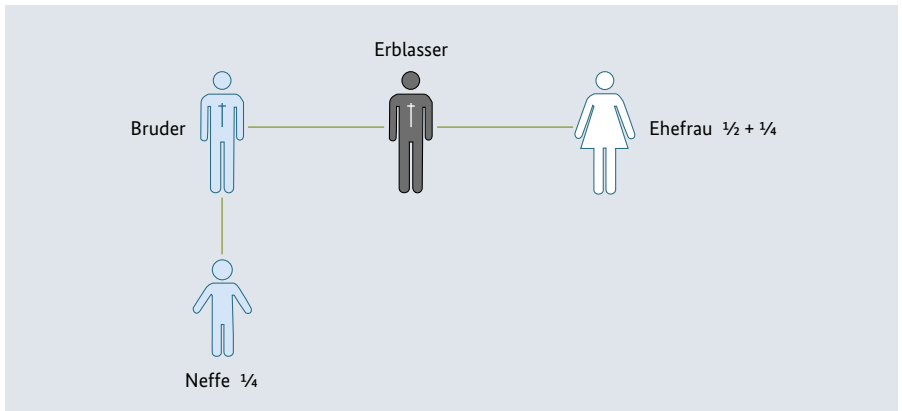 Erblasser
Bruder
Ehefrau ½ + ¼
Neffe ¼